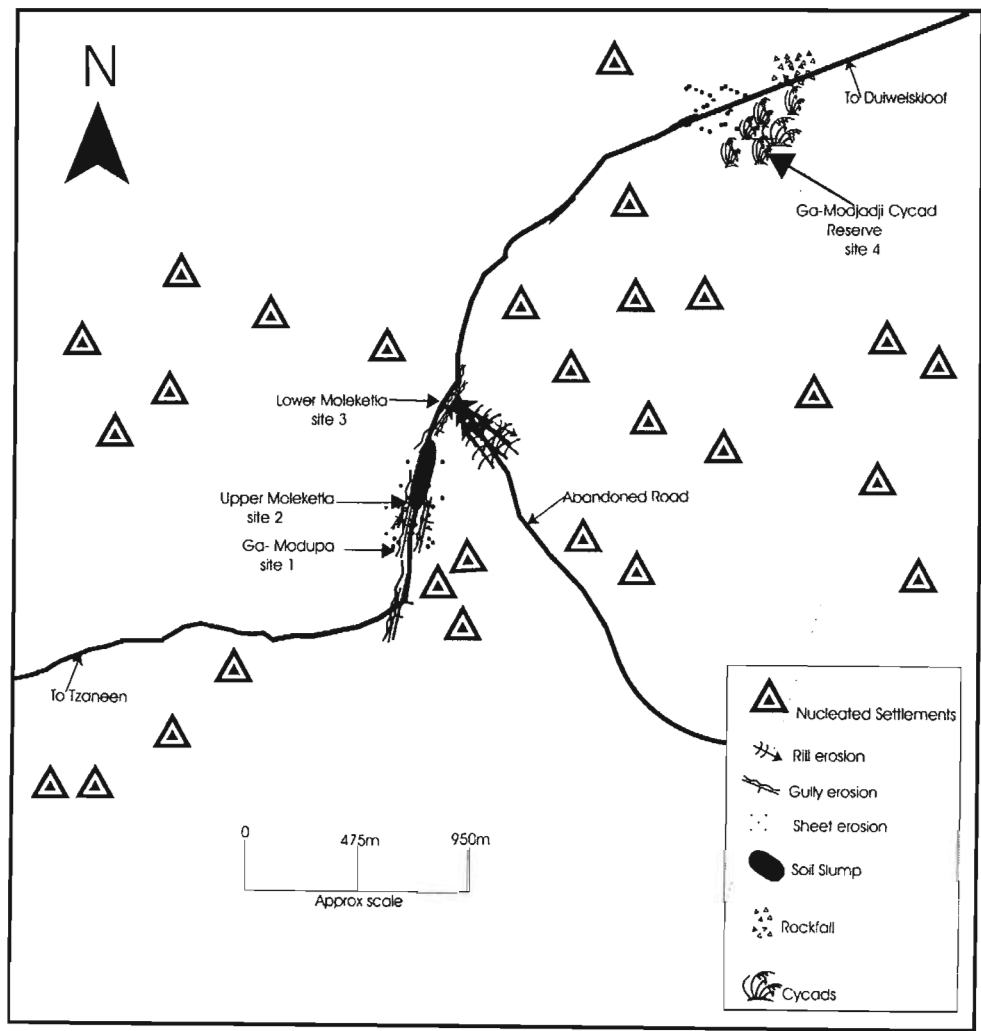 N
To Duiwelskloof
Ga-Modjadji Cycad
Reserve
site 4
Lower Moleketla
site 3
Upper Moleketla
site 2
Abandoned Road
Ga- Modupa
site 1
To Tzaneen
Nucleated Settlements
Rill erosion
Gully erosion
Sheet erosion
Soil Slump
Rockfall
Cycads
0
475m
950m
Approx scale